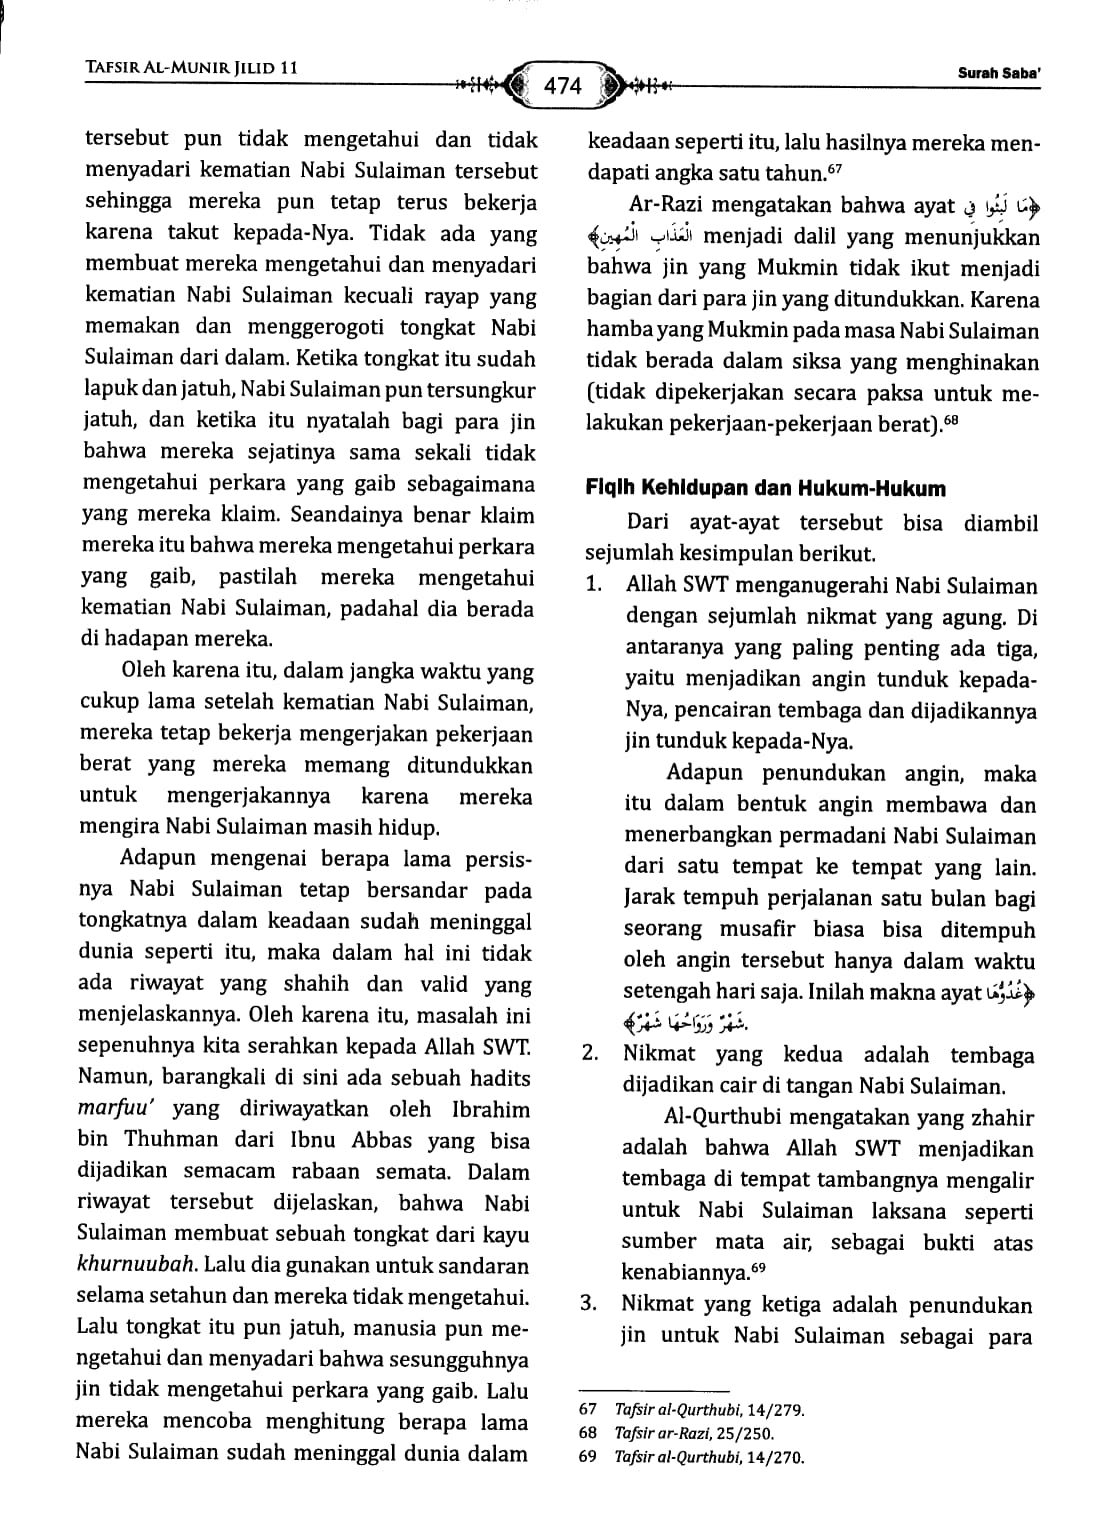 TAFSIR AL-MUNIR JILID 11
474
Surah Saba'
tersebut pun tidak mengetahui dan tidak
menyadari kematian Nabi Sulaiman tersebut
sehingga mereka pun tetap terus bekerja
karena takut kepada-Nya. Tidak ada yang
membuat mereka mengetahui dan menyadari
kematian Nabi Sulaiman kecuali rayap yang
memakan dan menggerogoti tongkat Nabi
Sulaiman dari dalam. Ketika tongkat itu sudah
lapuk dan jatuh, Nabi Sulaiman pun tersungkur
jatuh, dan ketika itu nyatalah bagi para jin
bahwa mereka sejatinya sama sekali tidak
mengetahui perkara yang gaib sebagaimana
yang mereka klaim. Seandainya benar klaim
mereka itu bahwa mereka mengetahui perkara
yang gaib, pastilah mereka mengetahui
kematian Nabi Sulaiman, padahal dia berada
di hadapan mereka.
Oleh karena itu, dalam jangka waktu yang
cukup lama setelah kematian Nabi Sulaiman,
mereka tetap bekerja mengerjakan pekerjaan
berat yang mereka memang ditundukkan
untuk mengerjakannya karena mereka
mengira Nabi Sulaiman masih hidup.
Adapun mengenai berapa lama persis-
nya Nabi Sulaiman tetap bersandar pada
tongkatnya dalam keadaan sudah meninggal
dunia seperti itu, maka dalam hal ini tidak
ada riwayat yang shahih dan valid yang
menjelaskannya. Oleh karena itu, masalah ini
sepenuhnya kita serahkan kepada Allah SWT.
Namun, barangkali di sini ada sebuah hadits
marfuu' yang diriwayatkan oleh Ibrahim
bin Thuhman dari Ibnu Abbas yang bisa
dijadikan semacam rabaan semata. Dalam
riwayat tersebut dijelaskan, bahwa Nabi
Sulaiman membuat sebuah tongkat dari kayu
khurnuubah. Lalu dia gunakan untuk sandaran
selama setahun dan mereka tidak mengetahui.
Lalu tongkat itu pun jatuh, manusia pun me-
ngetahui dan menyadari bahwa sesungguhnya
jin tidak mengetahui perkara yang gaib. Lalu
mereka mencoba menghitung berapa lama
Nabi Sulaiman sudah meninggal dunia dalam
keadaan seperti itu, lalu hasilnya mereka men-
dapati angka satu tahun.⁶⁷
Ar-Razi mengatakan bahwa ayat ﴿مَا لَبِثُوا فِي
الْعَذَابِ الْمُهِينِ﴾ menjadi dalil yang menunjukkan
bahwa jin yang Mukmin tidak ikut menjadi
bagian dari para jin yang ditundukkan. Karena
hamba yang Mukmin pada masa Nabi Sulaiman
tidak berada dalam siksa yang menghinakan
(tidak dipekerjakan secara paksa untuk me-
lakukan pekerjaan-pekerjaan berat).⁶⁸
Fiqih Kehidupan dan Hukum-Hukum
Dari ayat-ayat tersebut bisa diambil
sejumlah kesimpulan berikut.
1. Allah SWT menganugerahi Nabi Sulaiman
dengan sejumlah nikmat yang agung. Di
antaranya yang paling penting ada tiga,
yaitu menjadikan angin tunduk kepada-
Nya, pencairan tembaga dan dijadikannya
jin tunduk kepada-Nya.
Adapun penundukan angin, maka
itu dalam bentuk angin membawa dan
menerbangkan permadani Nabi Sulaiman
dari satu tempat ke tempat yang lain.
Jarak tempuh perjalanan satu bulan bagi
seorang musafir biasa bisa ditempuh
oleh angin tersebut hanya dalam waktu
setengah hari saja. Inilah makna ayat ﴿غُدُوُّهَا
شَهْرٌ وَرَوَاحُهَا شَهْرٌ﴾.
2. Nikmat yang kedua adalah tembaga
dijadikan cair di tangan Nabi Sulaiman.
Al-Qurthubi mengatakan yang zhahir
adalah bahwa Allah SWT menjadikan
tembaga di tempat tambangnya mengalir
untuk Nabi Sulaiman laksana seperti
sumber mata air, sebagai bukti atas
kenabiannya.⁶⁹
3. Nikmat yang ketiga adalah penundukan
jin untuk Nabi Sulaiman sebagai para
67 Tafsir al-Qurthubi, 14/279.
68 Tafsir ar-Razi, 25/250.
69 Tafsir al-Qurthubi, 14/270.